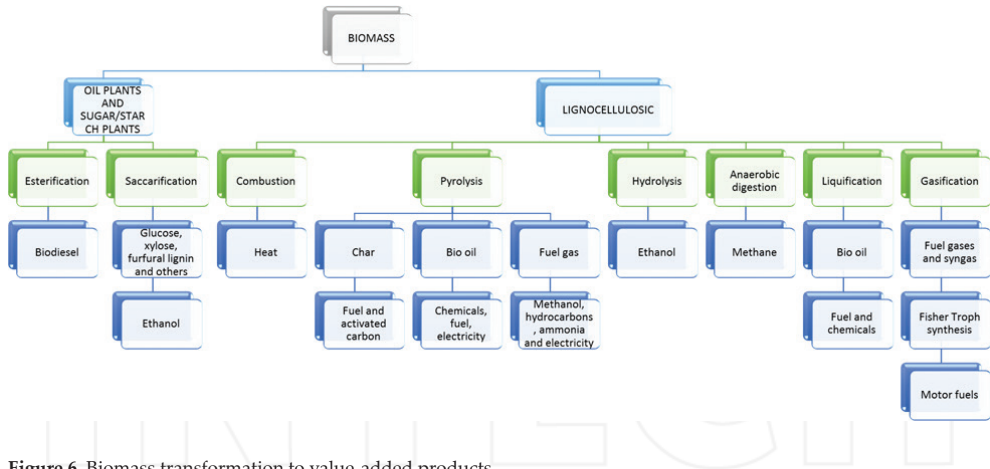 BIOMASS
OIL PLANTS
AND
SUGAR/STAR
CH PLANTS
LIGNOCELLULOSIC
Esterification
Saccarification
Combustion
Pyrolysis
Hydrolysis
Anaerobic
digestion
Liquification
Gasification
Biodiesel
Glucose,
xylose,
furfural lignin
and others
Heat
Char
Bio oil
Fuel gas
Ethanol
Methane
Bio oil
Fuel gases
and syngas
Ethanol
Fuel and
activated
carbon
Chemicals,
fuel,
electricity
Methanol,
hydrocarbons
, ammonia
and electricity
Fuel and
chemicals
Fisher Troph
synthesis
Motor fuels
Figure 6. Biomass transformation to value-added products